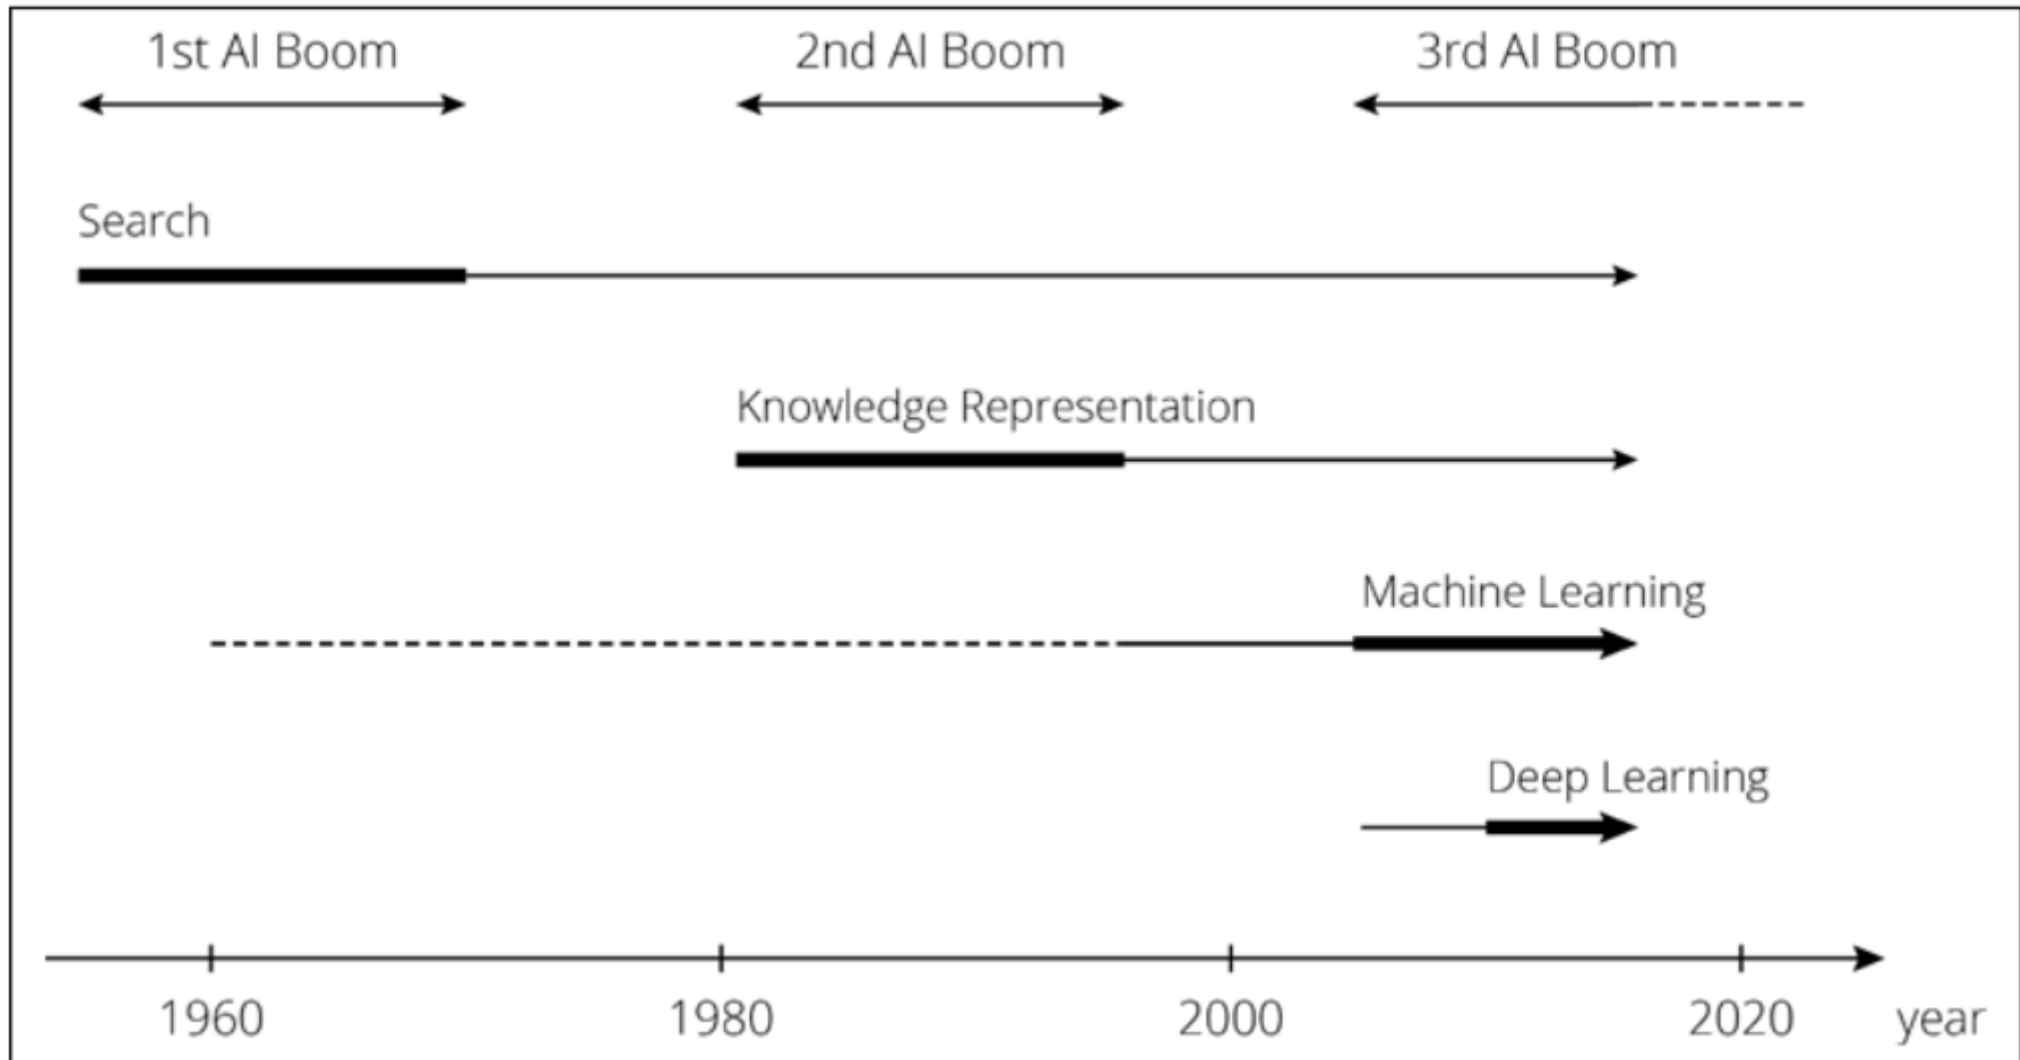 1st AI Boom 2nd AI Boom 3rd AI Boom
Search
Knowledge Representation
Machine Learning
Deep Learning
1960 1980 2000 2020 year